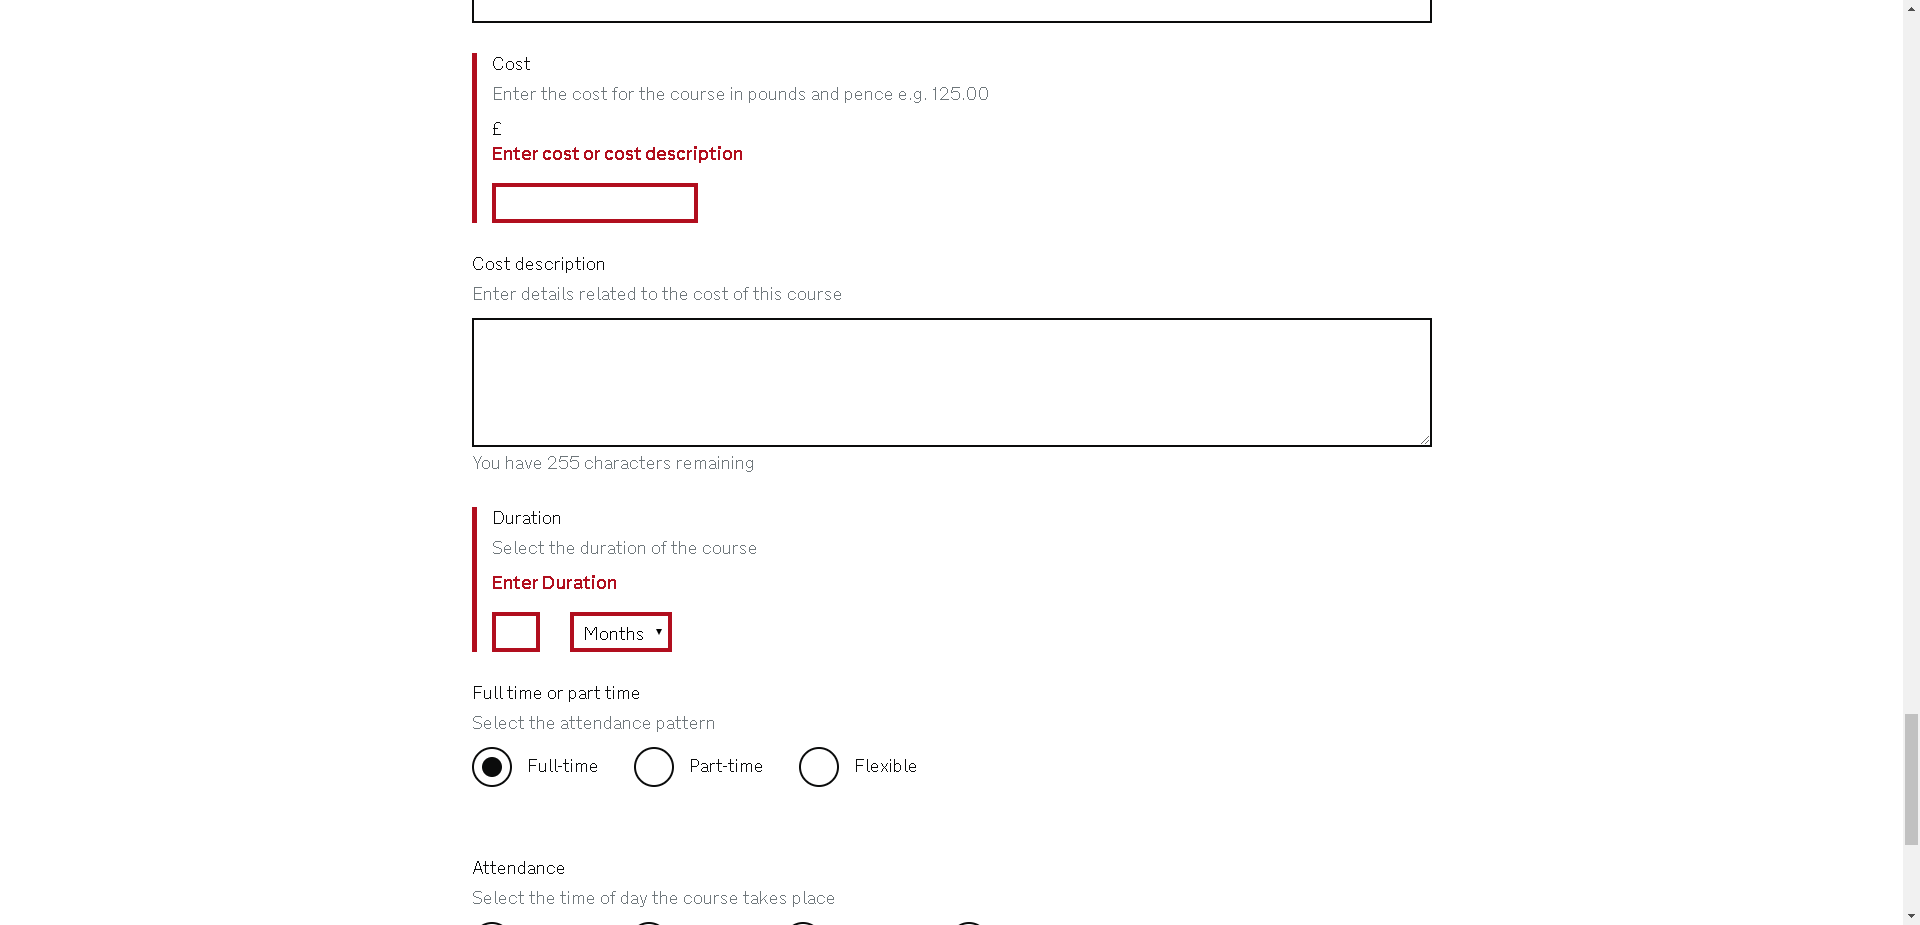 Cost
Enter the cost for the course in pounds and pence e.g. 125.00
£
Enter cost or cost description
Cost description
Enter details related to the cost of this course
You have 255 characters remaining
Duration
Select the duration of the course
Enter Duration
Months
Full time or part time
Select the attendance pattern
Full-time Part-time Flexible
Attendance
Select the time of day the course takes place